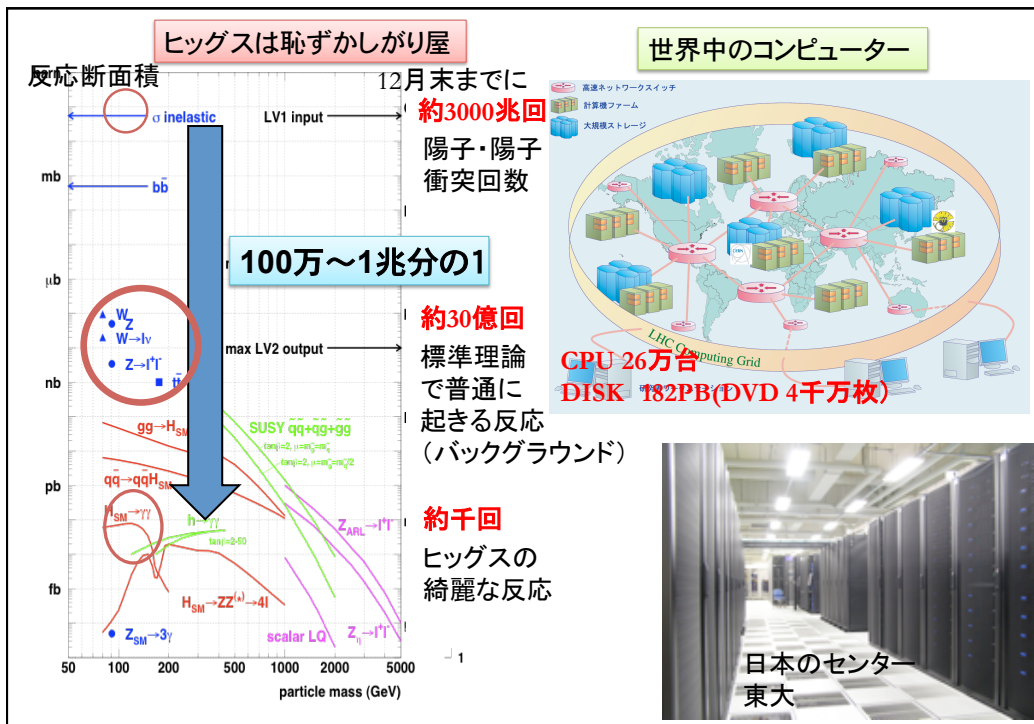 ヒッグスは恥ずかしがり屋
反応断面積
σ inelastic
LV1 input
mb
bb̄
μb
100万～1兆分の1
W
Z
W→lν
Z→l⁺l⁻
tt̄
max LV2 output
nb
gg→H_SM
SUSY q̃q̃+q̃g̃+g̃g̃
qq̄→qq̄H_SM
pb
H_SM→γγ
h→γγ
tanβ=2-50
Z_ARL→l⁺l⁻
fb
H_SM→ZZ⁽*⁾→4l
Z_SM→3γ
scalar LQ
Z_η→l⁺l⁻
50 100 200 500 1000 2000 5000
particle mass (GeV)
1
12月末までに
約3000兆回
陽子・陽子
衝突回数
約30億回
標準理論
で普通に
起きる反応
（バックグラウンド）
約千回
ヒッグスの
綺麗な反応
世界中のコンピューター
高速ネットワークスイッチ
計算機ファーム
大規模ストレージ
LHC Computing Grid
CPU 26万台
DISK 182PB(DVD 4千万枚）
日本のセンター
東大